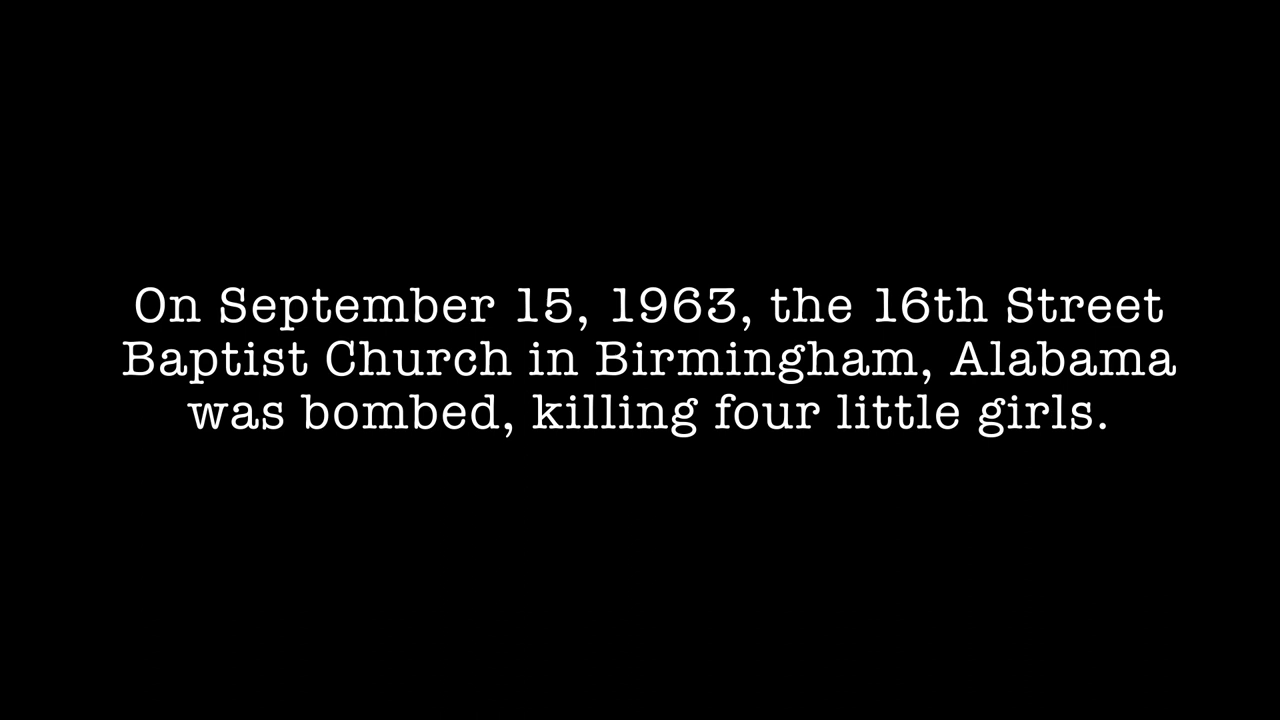 On September 15, 1963, the 16th Street
Baptist Church in Birmingham, Alabama
was bombed, killing four little girls.